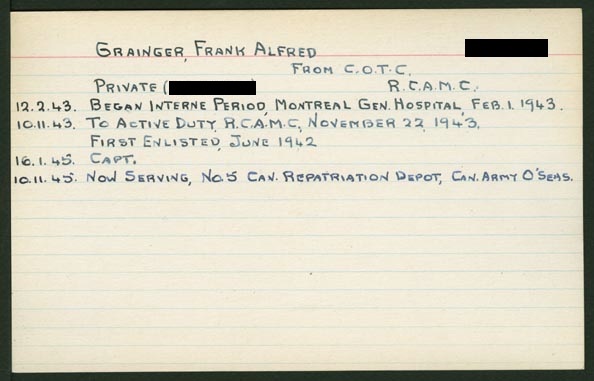 GRAINGER, FRANK ALFRED
FROM C.O.T.C.
PRIVATE ( ) R.C.A.M.C.
12.2.43. BEGAN INTERNE PERIOD, MONTREAL GEN. HOSPITAL, FEB. 1. 1943.
10.11.43. TO ACTIVE DUTY, R.C.A.M.C, NOVEMBER 22, 1943.
FIRST ENLISTED, JUNE 1942
16.1.45. CAPT.
10.11.45. NOW SERVING, NO.5 CAN. REPATRIATION DEPOT, CAN. ARMY O'SEAS.